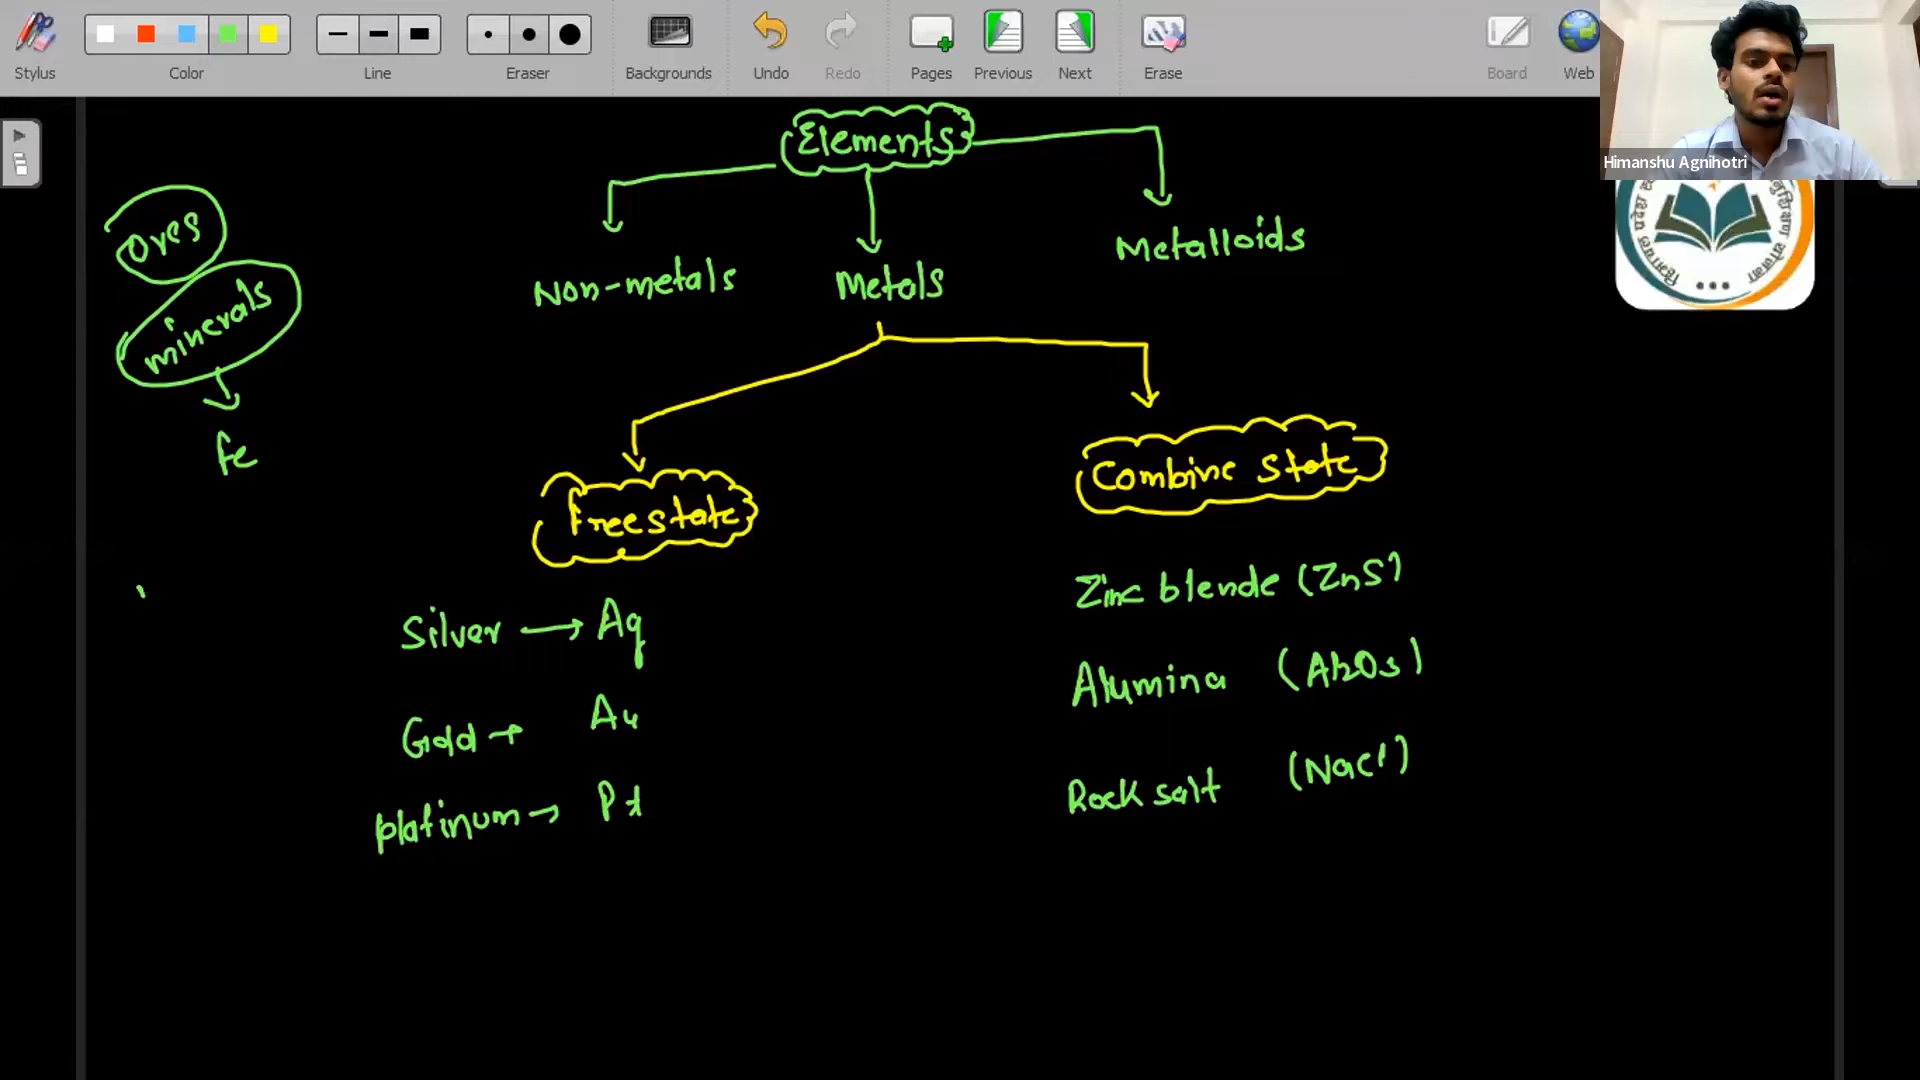 Stylus
Color
Line
Eraser
Backgrounds
Undo
Redo
Pages
Previous
Next
Erase
Board
Web
Himanshu Agnihotri
Elements
Non-metals
Metals
Metalloids
Ores
minerals
Fe
Free state
Combine state
Silver → Ag
Gold → Au
platinum → Pt
Zinc blende (ZnS)
Alumina (Al2O3)
Rock salt (NaCl)